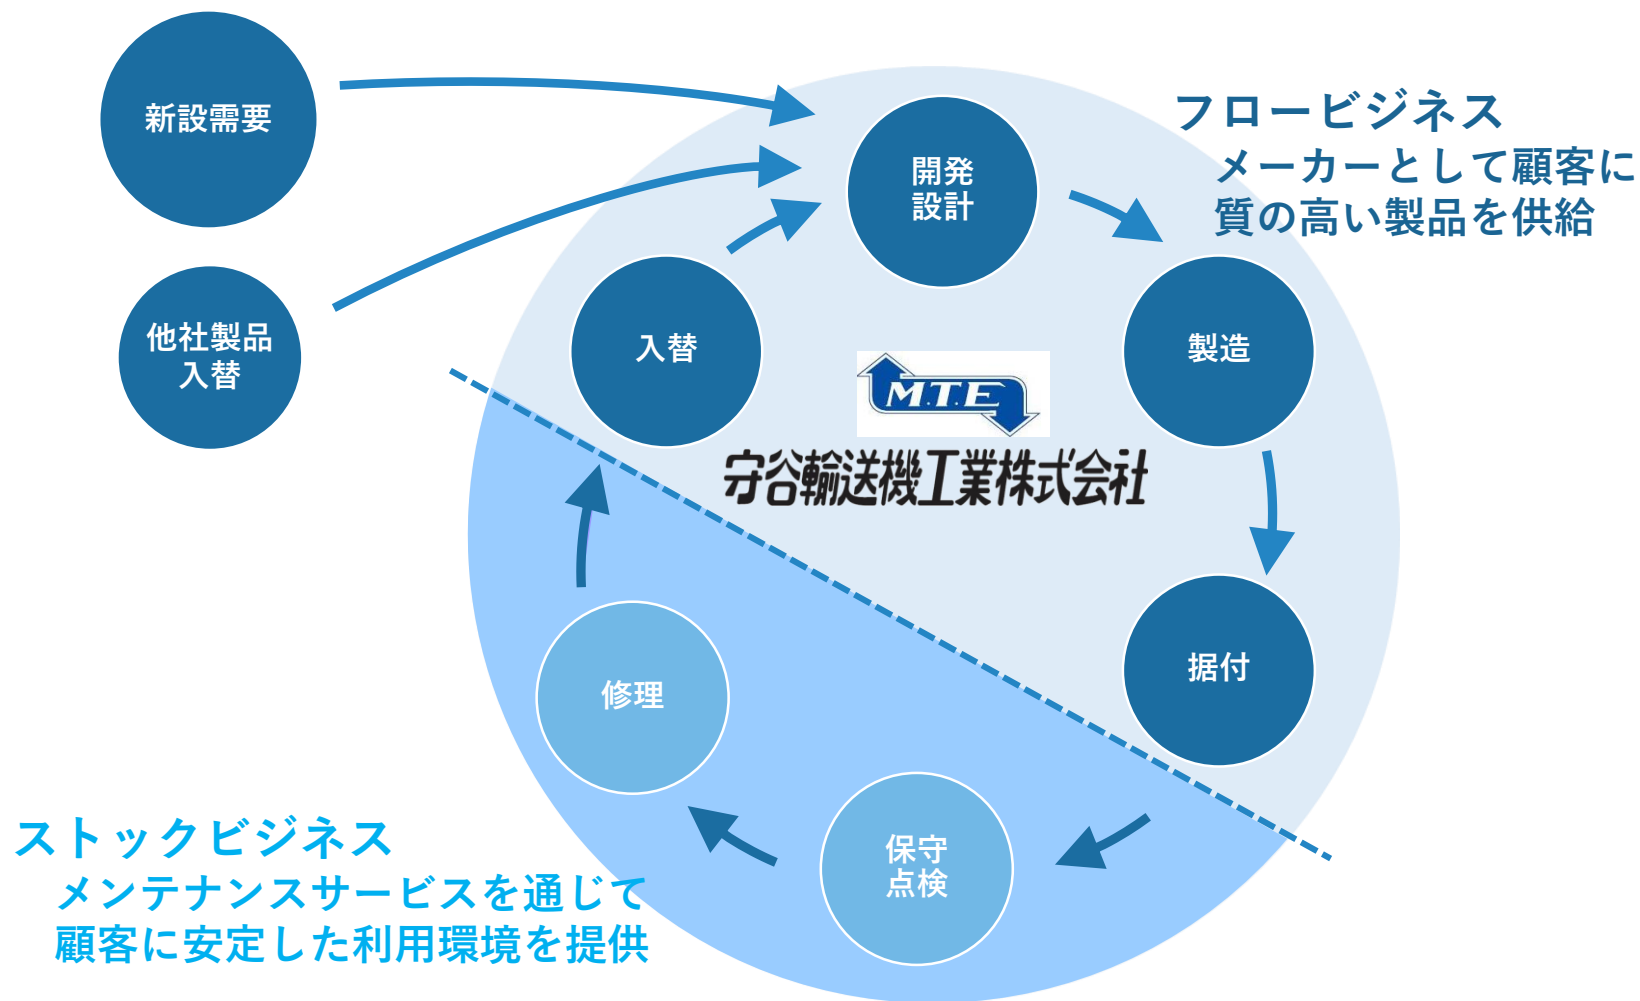 新設需要
他社製品
入替
フロービジネス
メーカーとして顧客に
質の高い製品を供給
開発
設計
製造
据付
保守
点検
修理
入替
M.T.E
守谷輸送機工業株式会社
ストックビジネス
メンテナンスサービスを通じて
顧客に安定した利用環境を提供